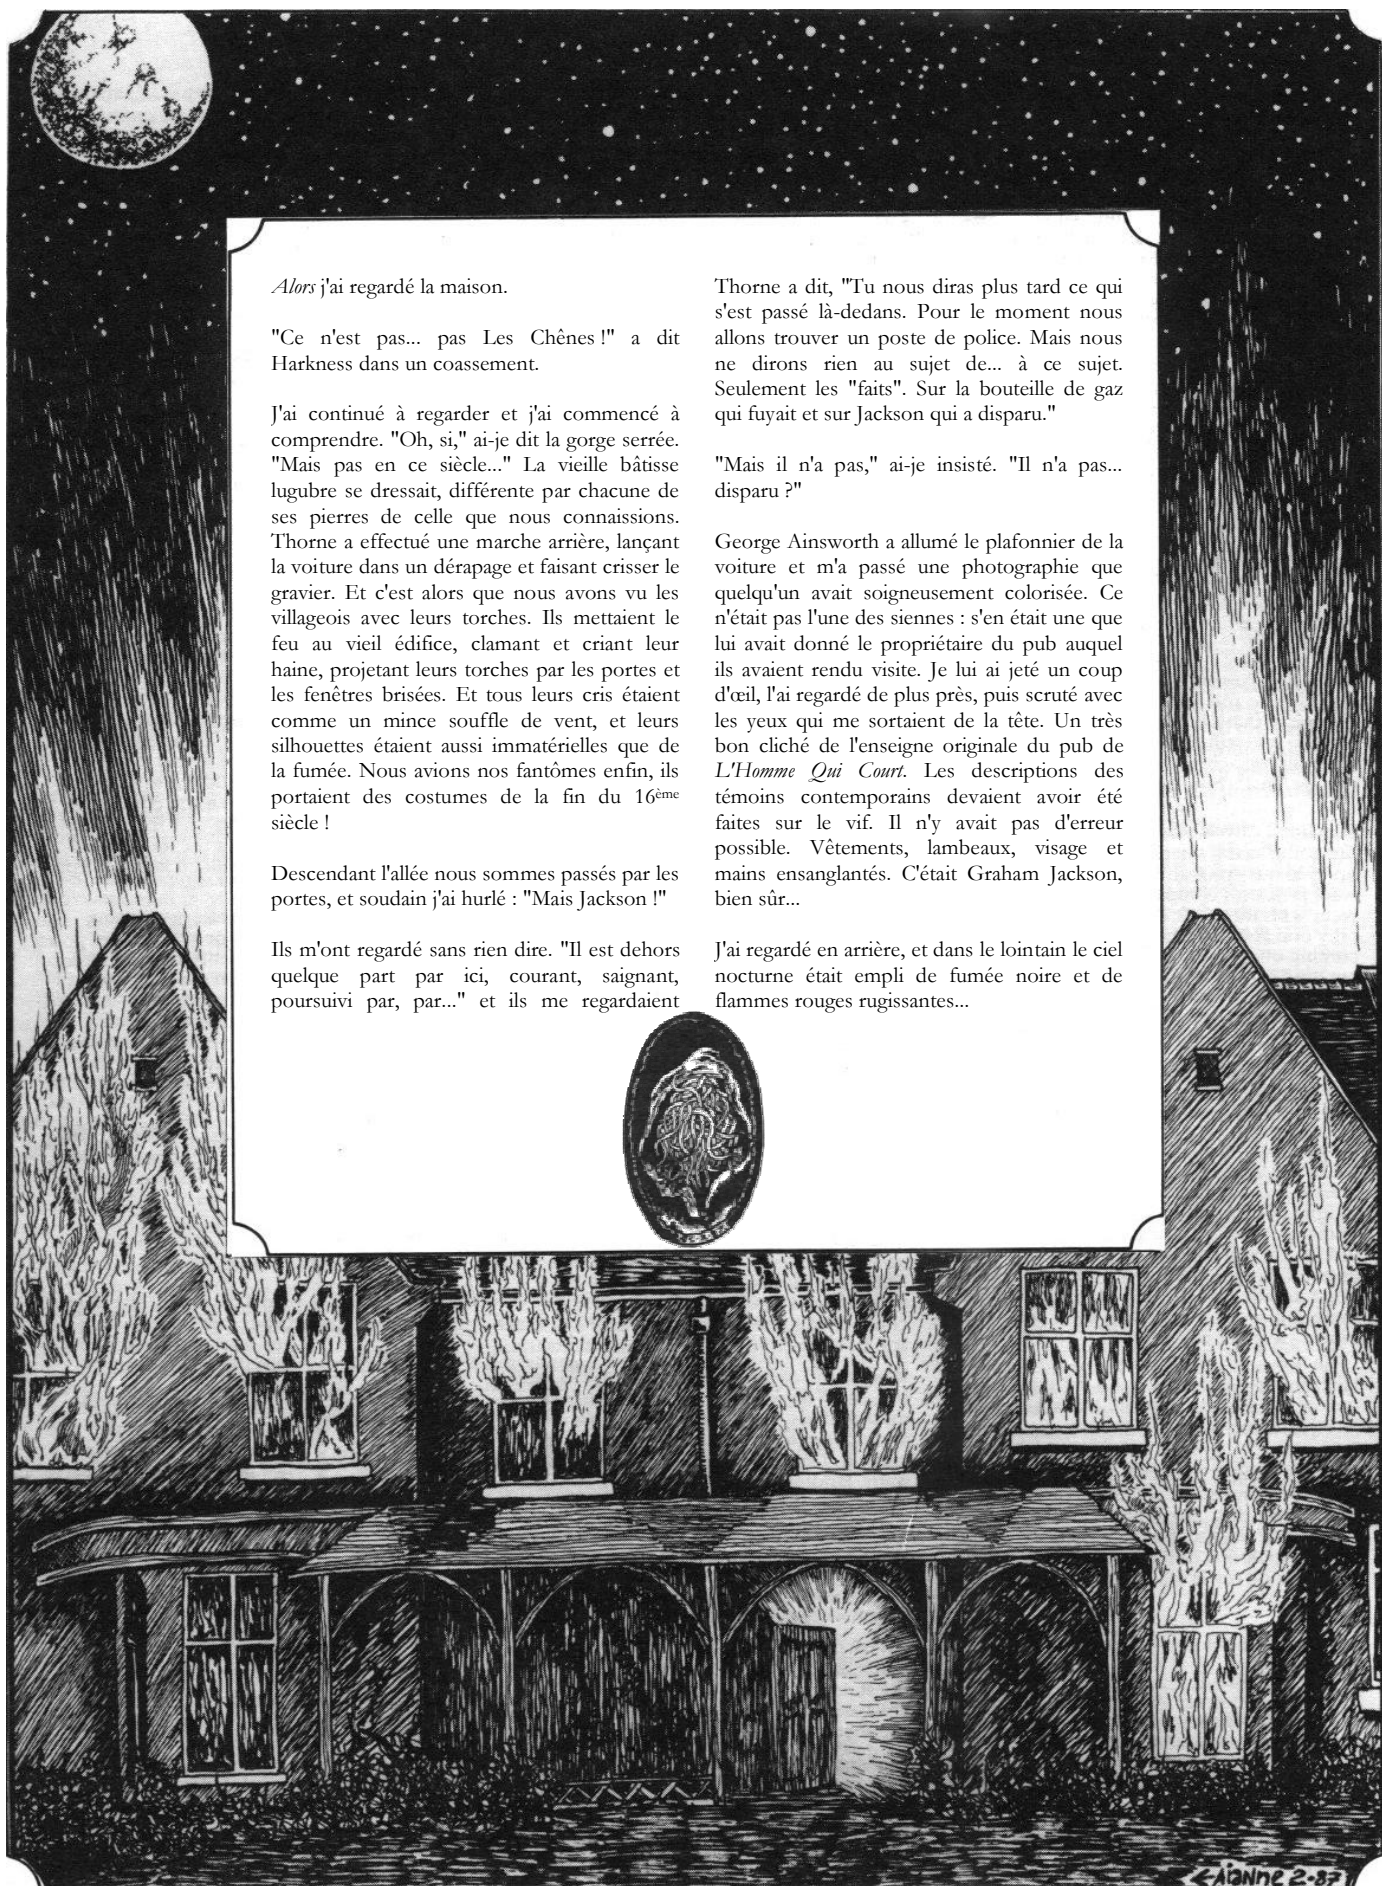 Alors j'ai regardé la maison.
"Ce n'est pas... pas Les Chênes !" a dit
Harkness dans un coassement.
J'ai continué à regarder et j'ai commencé à
comprendre. "Oh, si," ai-je dit la gorge serrée.
"Mais pas en ce siècle..." La vieille bâtisse
lugubre se dressait, différente par chacune de
ses pierres de celle que nous connaissions.
Thorne a effectué une marche arrière, lançant
la voiture dans un dérapage et faisant crisser le
gravier. Et c'est alors que nous avons vu les
villageois avec leurs torches. Ils mettaient le
feu au vieil édifice, clamant et criant leur
haine, projetant leurs torches par les portes et
les fenêtres brisées. Et tous leurs cris étaient
comme un mince souffle de vent, et leurs
silhouettes étaient aussi immatérielles que de
la fumée. Nous avions nos fantômes enfin, ils
portaient des costumes de la fin du 16ème
siècle !
Descendant l'allée nous sommes passés par les
portes, et soudain j'ai hurlé : "Mais Jackson !"
Ils m'ont regardé sans rien dire. "Il est dehors
quelque part par ici, courant, saignant,
poursuivi par, par..." et ils me regardaient
Thorne a dit, "Tu nous diras plus tard ce qui
s'est passé là-dedans. Pour le moment nous
allons trouver un poste de police. Mais nous
ne dirons rien au sujet de... à ce sujet.
Seulement les "faits". Sur la bouteille de gaz
qui fuyait et sur Jackson qui a disparu."
"Mais il n'a pas," ai-je insisté. "Il n'a pas...
disparu ?"
George Ainsworth a allumé le plafonnier de la
voiture et m'a passé une photographie que
quelqu'un avait soigneusement colorisée. Ce
n'était pas l'une des siennes : s'en était une que
lui avait donné le propriétaire du pub auquel
ils avaient rendu visite. Je lui ai jeté un coup
d'œil, l'ai regardé de plus près, puis scruté avec
les yeux qui me sortaient de la tête. Un très
bon cliché de l'enseigne originale du pub de
L'Homme Qui Court. Les descriptions des
témoins contemporains devaient avoir été
faites sur le vif. Il n'y avait pas d'erreur
possible. Vêtements, lambeaux, visage et
mains ensanglantés. C'était Graham Jackson,
bien sûr...
J'ai regardé en arrière, et dans le lointain le ciel
nocturne était empli de fumée noire et de
flammes rouges rugissantes...
2-87